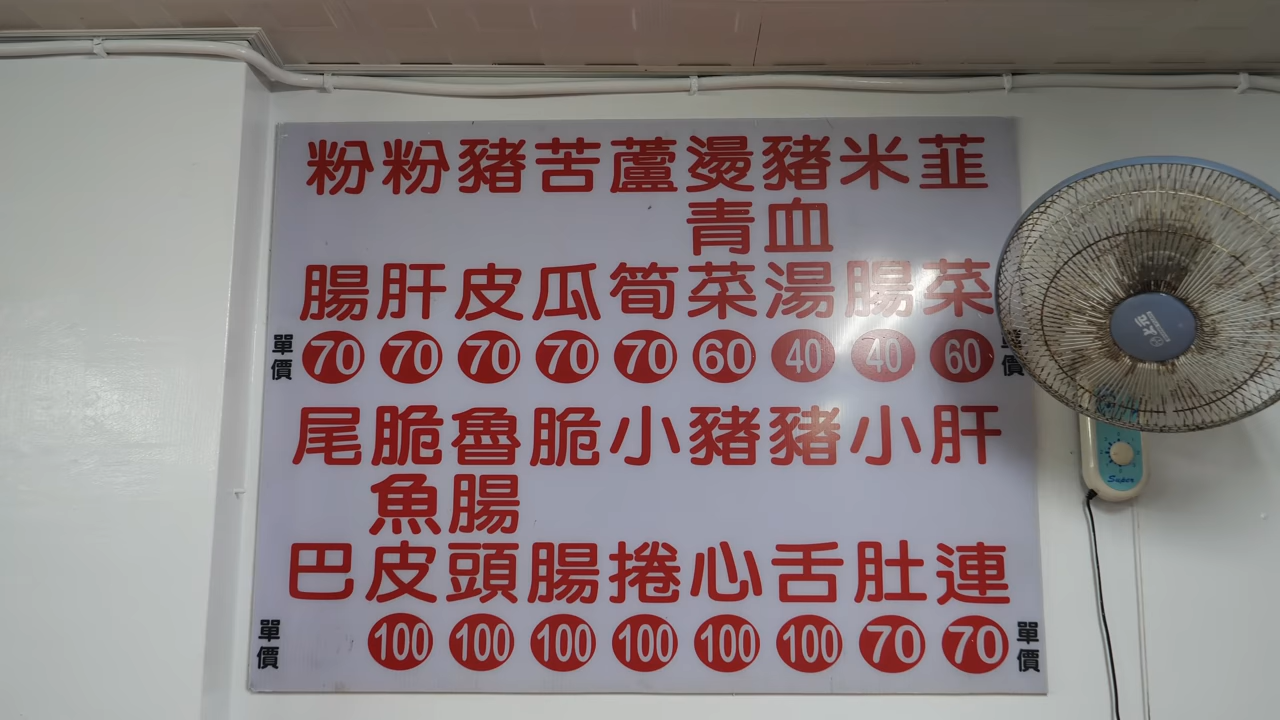 單價
韮菜 60
米腸 40
豬血湯 40
燙青菜 60
蘆筍 70
苦瓜 70
豬皮 70
粉肝 70
粉腸 70
單價
單價
肝連 70
小肚 70
豬舌 100
豬心 100
小捲 100
脆腸 100
魯腸頭 100
脆魚皮 100
尾巴
單價
Super